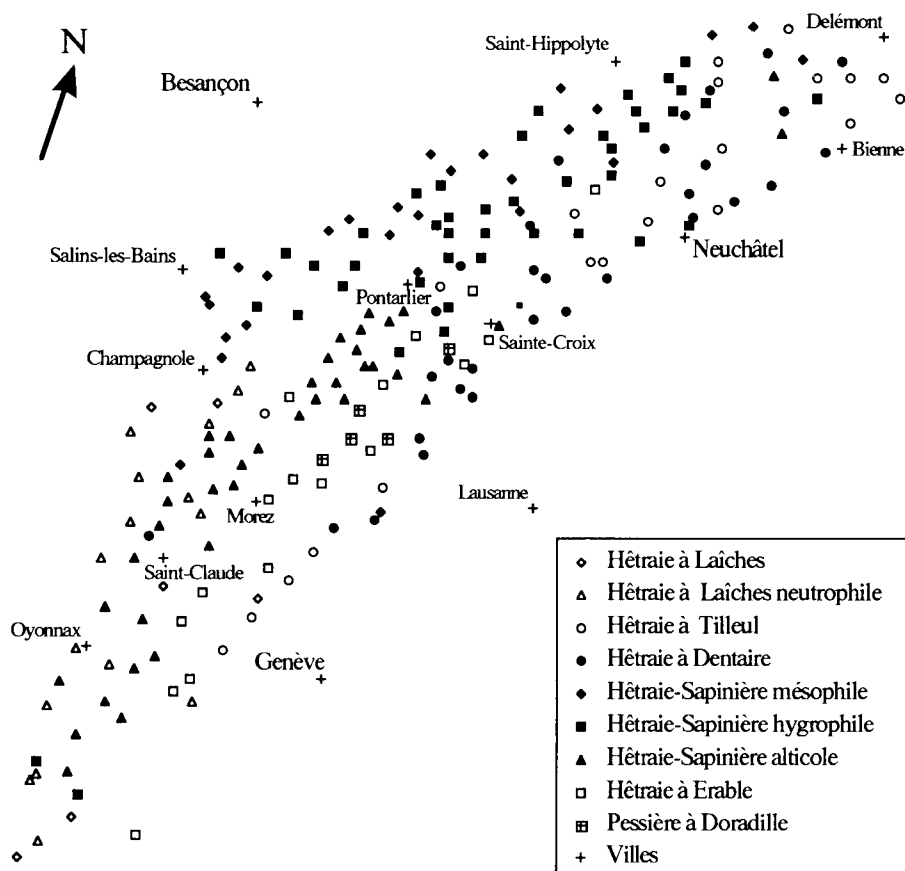 N
Delémont
Saint-Hippolyte
Besançon
Bienne
Neuchâtel
Salins-les-Bains
Pontarlier
Sainte-Croix
Champagnole
Lausanne
Morez
Saint-Claude
Oyonnax
Genève
Hêtraie à Laîches
Hêtraie à Laîches neutrophile
Hêtraie à Tilleul
Hêtraie à Dentaire
Hêtraie-Sapinière mésophile
Hêtraie-Sapinière hygrophile
Hêtraie-Sapinière alticole
Hêtraie à Erable
Pessière à Doradille
Villes